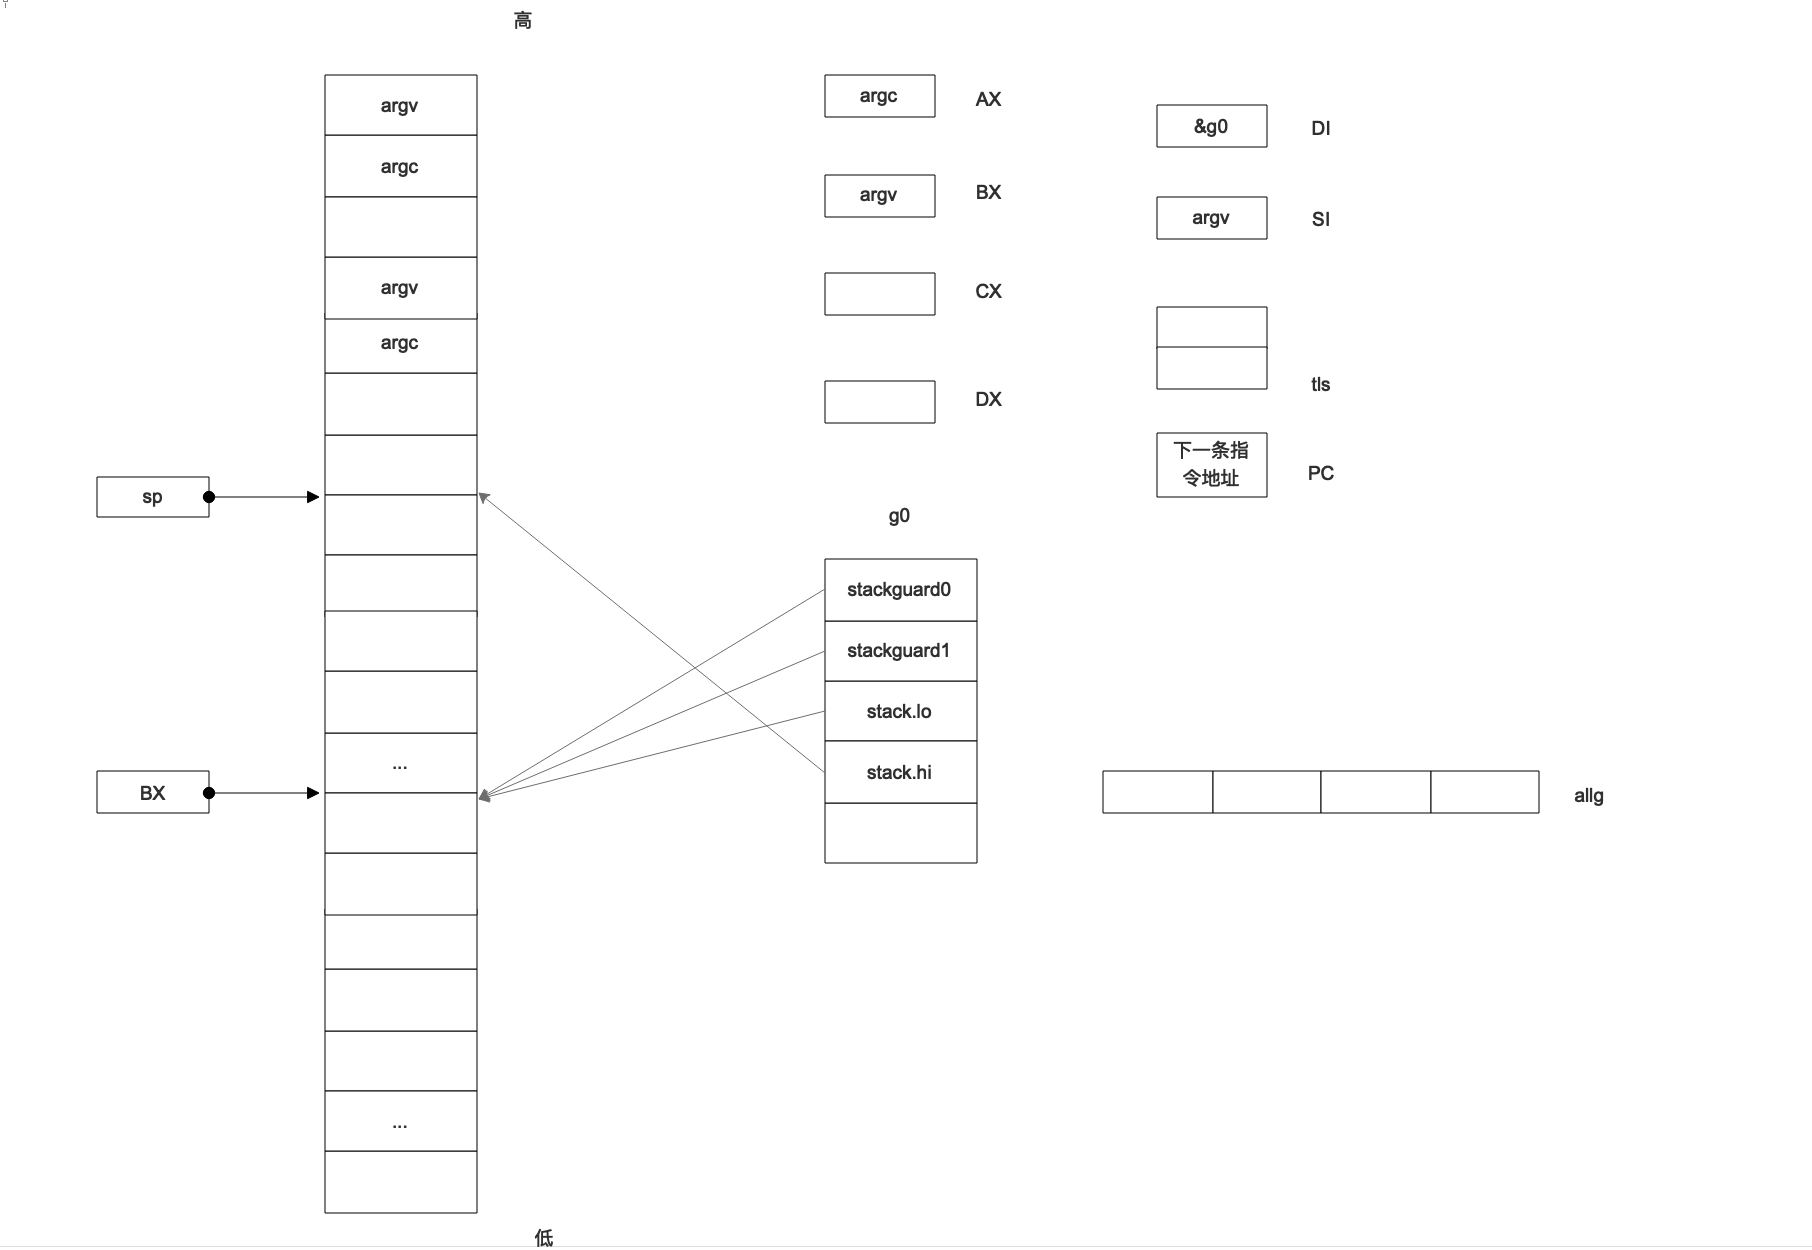 高
argv
argc
argv
argc
sp
BX
...
...
低
argc
AX
argv
BX
CX
DX
&g0
DI
argv
SI
tls
下一条指
令地址
PC
g0
stackguard0
stackguard1
stack.lo
stack.hi
allg